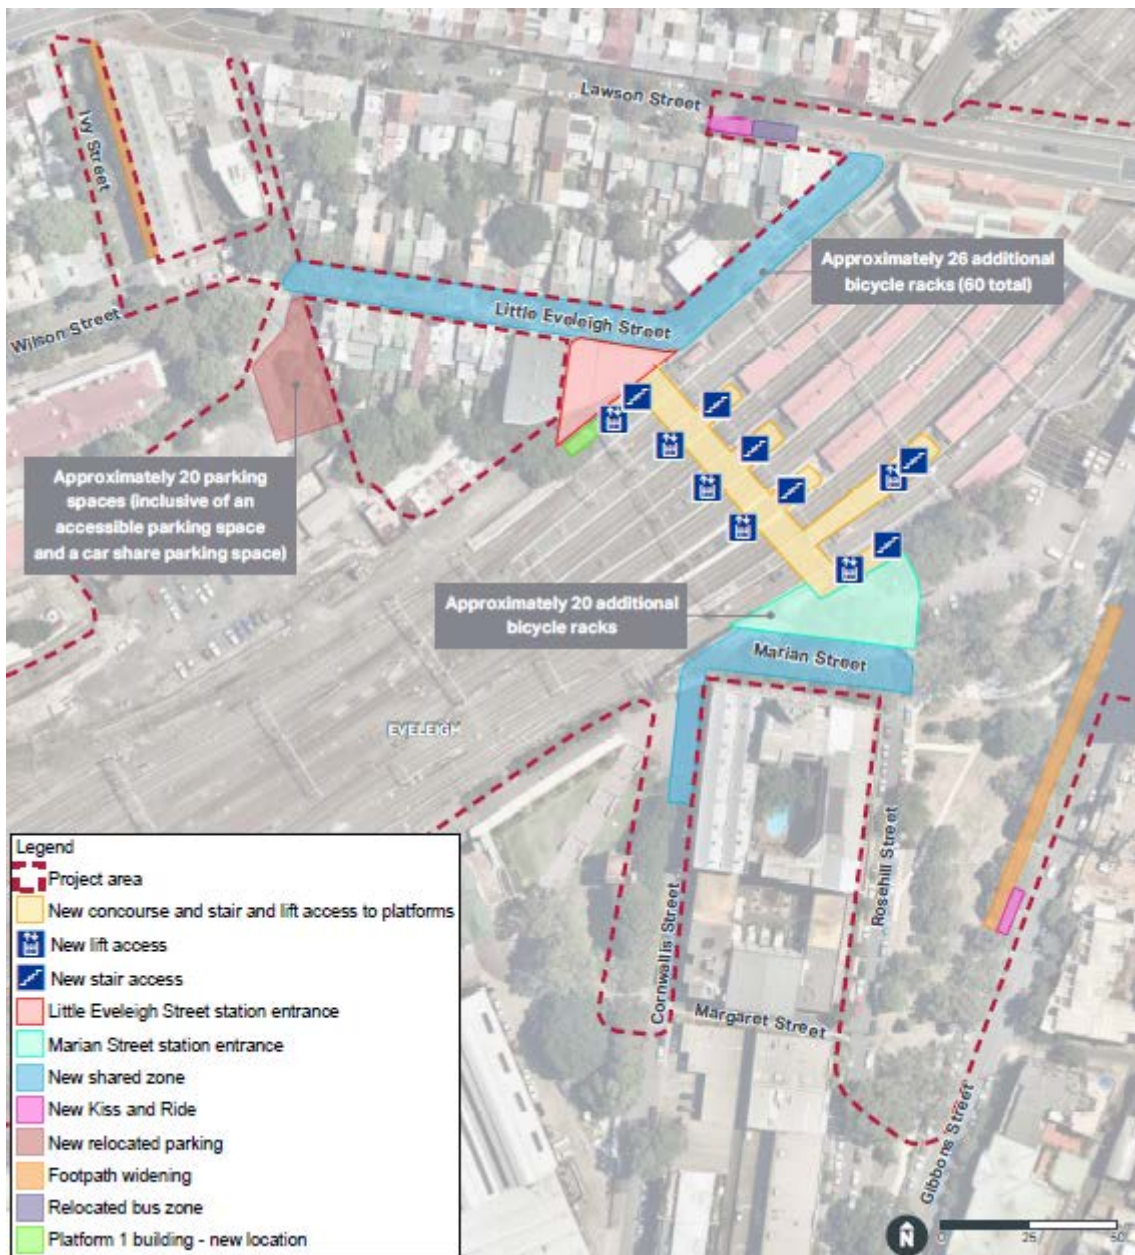 Lawson Street
Ivy Street
Approximately 26 additional
bicycle racks (60 total)
Little Eveleigh Street
Wilson Street
Approximately 20 parking
spaces (inclusive of an
accessible parking space
and a car share parking space)
Approximately 20 additional
bicycle racks
Marian Street
EVELEIGH
Cornwallis Street
Rosehill Street
Margaret Street
Gibbons Street
Legend
Project area
New concourse and stair and lift access to platforms
New lift access
New stair access
Little Eveleigh Street station entrance
Marian Street station entrance
New shared zone
New Kiss and Ride
New relocated parking
Footpath widening
Relocated bus zone
Platform 1 building - new location
N
0 25 50